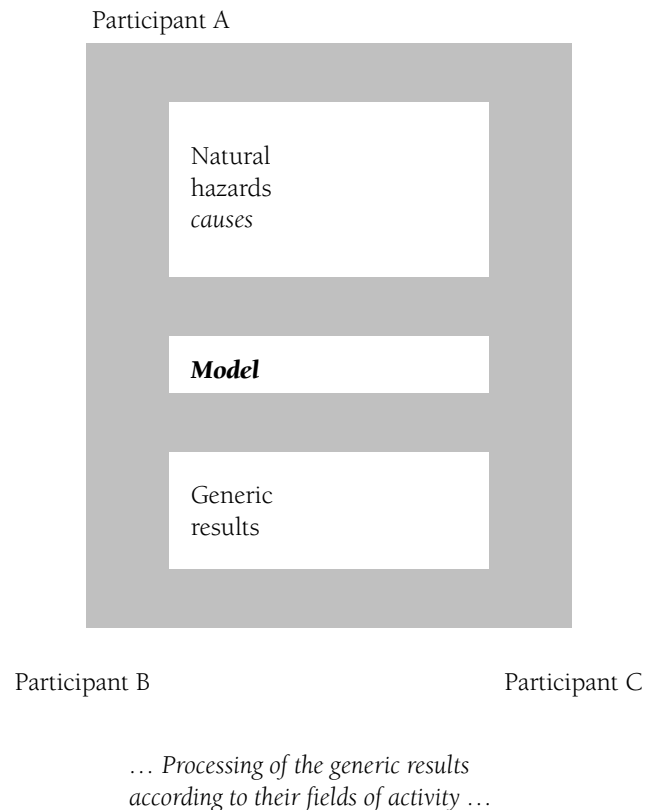 Participant A
Natural
hazards
causes
Model
Generic
results
Participant B
Participant C
… Processing of the generic results
according to their fields of activity …